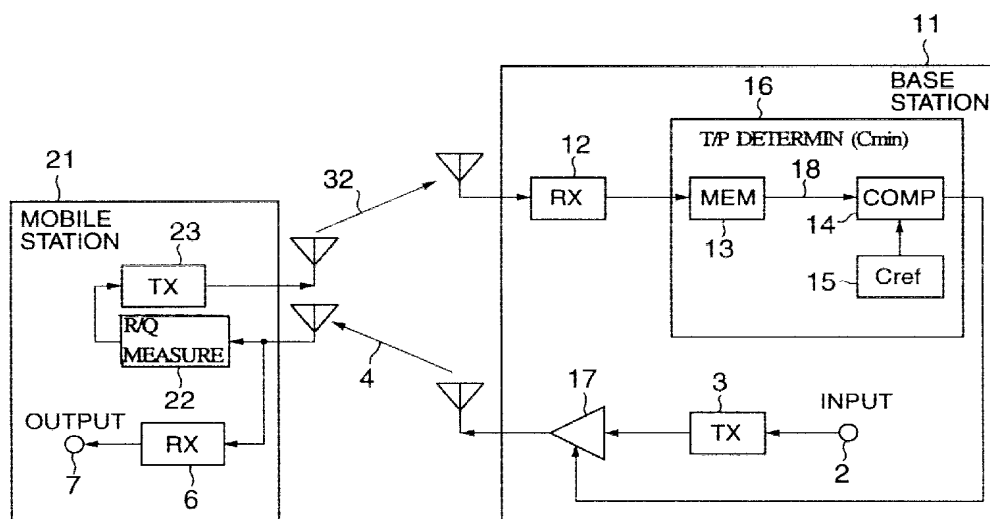 11
BASE
STATION
16
T/P DETERMIN (Cmin)
12
RX
MEM
18
COMP
13
14
15
Cref
21
MOBILE
STATION
32
23
TX
R/Q
MEASURE
22
4
OUTPUT
RX
7
6
17
3
TX
INPUT
2